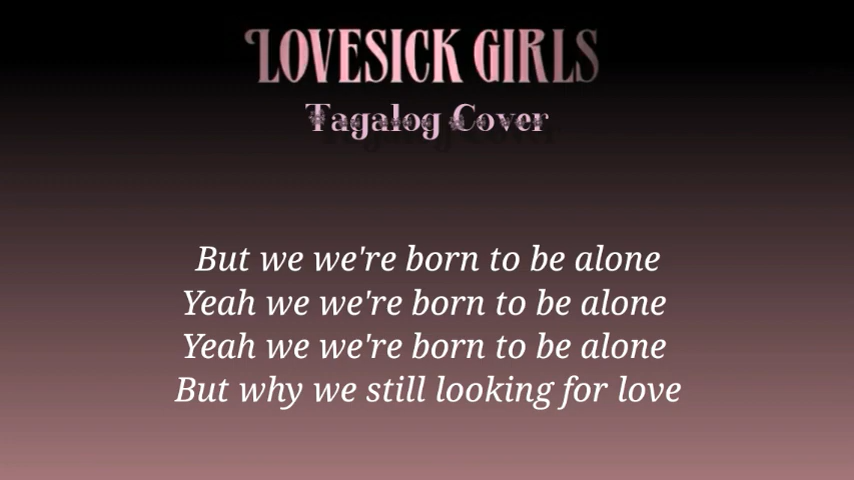 LOVESICK GIRLS
Tagalog Cover
But we we're born to be alone
Yeah we we're born to be alone
Yeah we we're born to be alone
But why we still looking for love